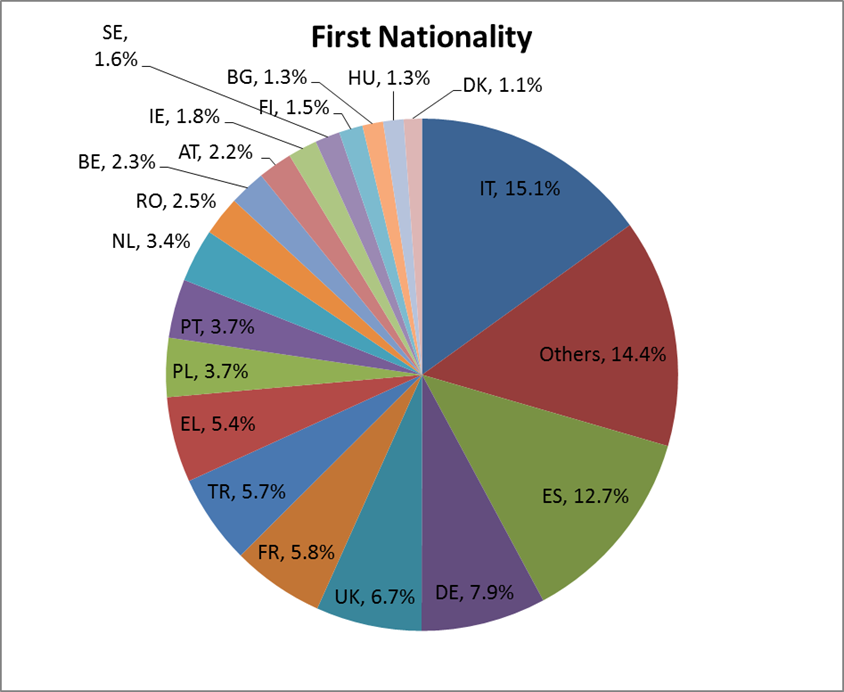 First Nationality
SE,
1.6%
BG, 1.3%
HU, 1.3%
DK, 1.1%
FI, 1.5%
IE, 1.8%
AT, 2.2%
BE, 2.3%
RO, 2.5%
NL, 3.4%
PT, 3.7%
PL, 3.7%
EL, 5.4%
TR, 5.7%
FR, 5.8%
UK, 6.7%
DE, 7.9%
ES, 12.7%
Others, 14.4%
IT, 15.1%